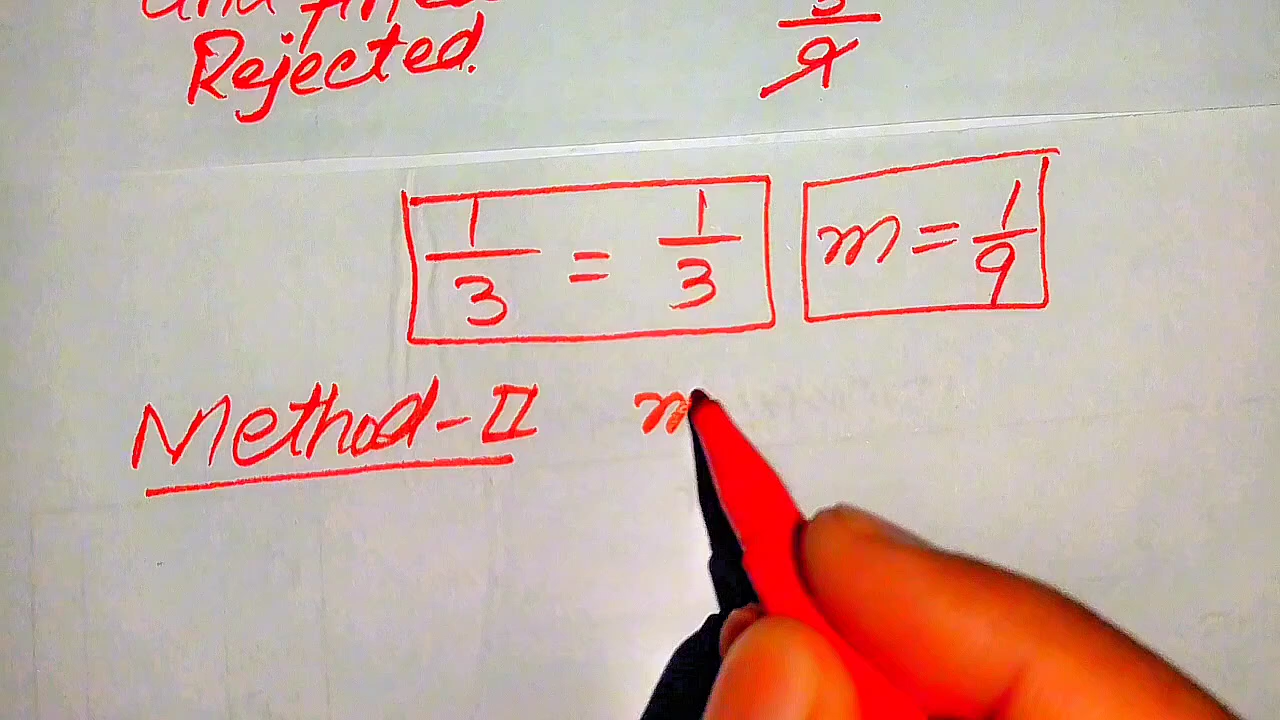 Rejected.
1/3 = 1/3 m = 1/9
Method-II m